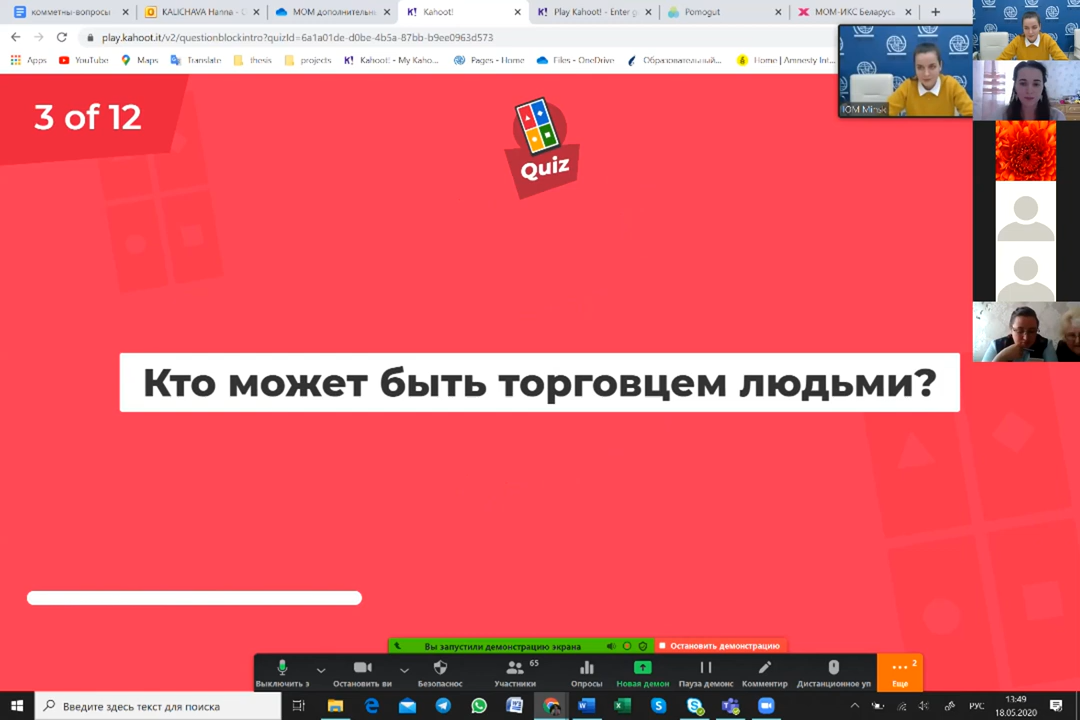 комметны-вопросы
KALICHAVA Hanna - 
МОМ дополнительн
Kahoot!
Play Kahoot! - Enter g
Pomogut
МОМ-ИКС Беларусь
play.kahoot.it/v2/questionblockintro?quizId=6a1a01de-d0be-4b5a-87bb-b9ee0963d573
Apps
YouTube
Maps
Translate
thesis
projects
Kahoot! - My Kaho...
Pages - Home
Files - OneDrive
Образовательный...
Home | Amnesty Int...
IOM Minsk
3 of 12
Quiz
Кто может быть торговцем людьми?
Вы запустили демонстрацию экрана
Остановить демонстрацию
Выключить з
Остановить ви
Безопаснос
Участники
65
Опросы
Новая демон
Пауза демонс
Комментир
Дистанционное уп
2
Еще
Введите здесь текст для поиска
РУС
13:49
18.05.2020